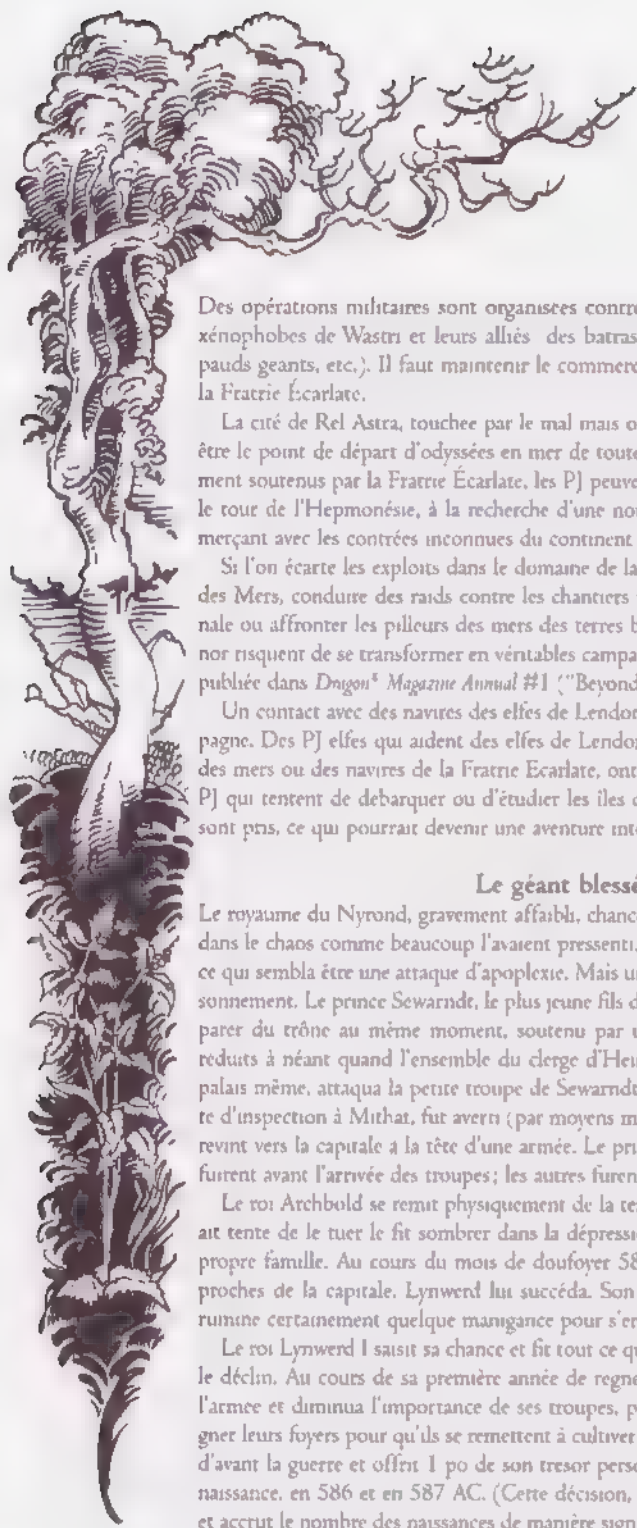 Des opérations militaires sont organisées contre
xénophobes de Wastri et leurs alliés des batras
pauds geants, etc.). Il faut maintenir le commerc
la Fratrie Écarlate.
La cité de Rel Astra, touchee par le mal mais o
être le point de départ d'odyssées en mer de toute
ment soutenus par la Fratrie Écarlate, les PJ peuve
le tour de l'Hepmonésie, à la recherche d'une no
merçant avec les contrées inconnues du continent
Si l'on écarte les exploits dans le domaine de la
des Mers, conduire des raids contre les chantiers
nale ou affronter les pilleurs des mers des terres b
nor risquent de se transformer en véritables campa
publiée dans Dragon® Magazine Annual #1 ("Beyond
Un contact avec des navires des elfes de Lendor
pagne. Des PJ elfes qui aident des elfes de Lendor
des mers ou des navires de la Fratrie Ecarlate, ont
PJ qui tentent de debarquer ou d'étudier les îles d
sont pris, ce qui pourrait devenir une aventure inte
Le géant blessé
Le royaume du Nyrond, gravement affaibli, chance
dans le chaos comme beaucoup l'avaient pressenti.
ce qui sembla être une attaque d'apoplexie. Mais u
sonnement. Le prince Sewarndt, le plus jeune fils d
parer du trône au même moment, soutenu par u
reduits à néant quand l'ensemble du clerge d'Hei
palais même, attaqua la petite troupe de Sewarndt
te d'inspection à Mithat, fut averti (par moyens m
revint vers la capitale a la tête d'une armée. Le pri
fuirent avant l'arrivée des troupes; les autres furen
Le roi Archbold se remit physiquement de la te
ait tente de le tuer le fit sombrer dans la dépressi
propre famille. Au cours du mois de doufoyer 58
proches de la capitale. Lynwerd lui succéda. Son
rumine certainement quelque manigance pour s'e
Le roi Lynwerd I saisit sa chance et fit tout ce qu
le déclin. Au cours de sa première année de regne
l'armee et diminua l'importance de ses troupes, p
gner leurs foyers pour qu'ils se remettent à cultiver
d'avant la guerre et offrit 1 po de son tresor perse
naissance, en 586 et en 587 AC. (Cette décision,
et accrut le nombre des naissances de manière sign